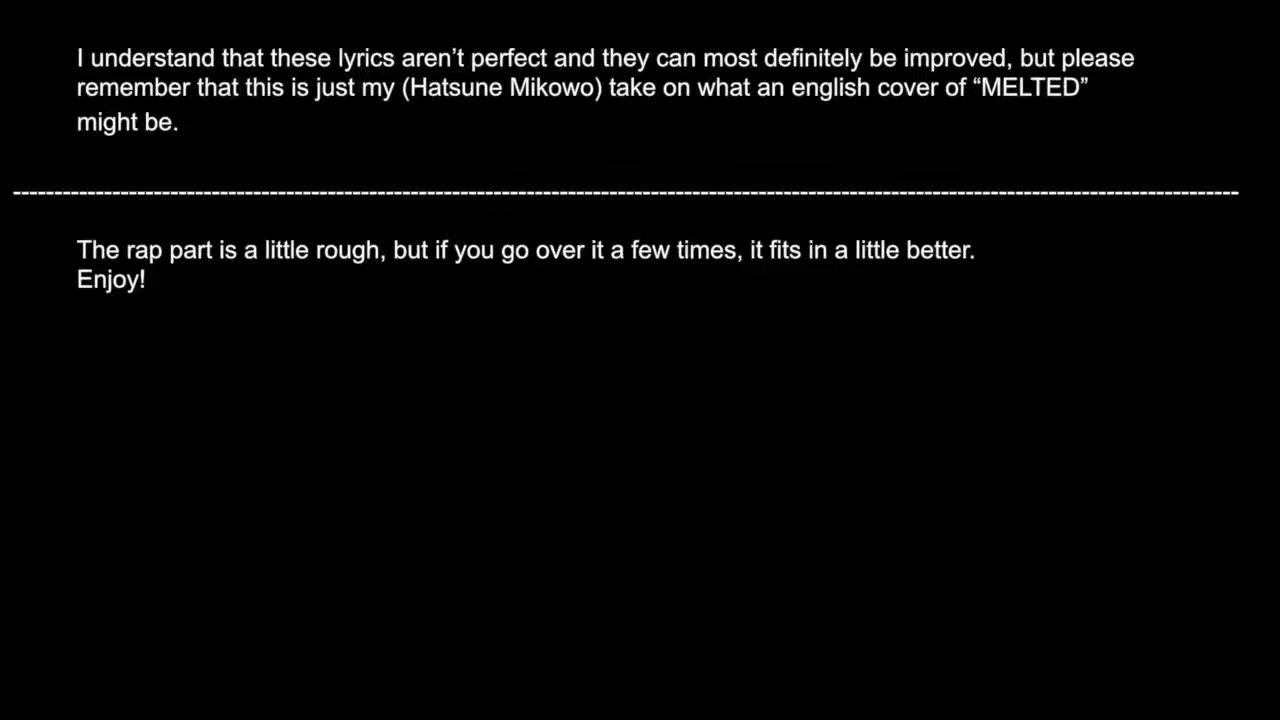 I understand that these lyrics aren’t perfect and they can most definitely be improved, but please
remember that this is just my (Hatsune Mikowo) take on what an english cover of “MELTED”
might be.
--------------------------------------------------------------------------------------------------------------------------------------------------------
The rap part is a little rough, but if you go over it a few times, it fits in a little better.
Enjoy!